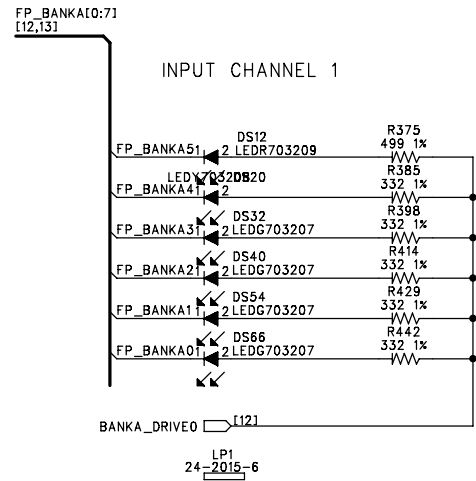 FP_BANKA[0:7]
[12,13]
INPUT CHANNEL 1
R375
DS12
499 1%
FP_BANKA5 1 2 LEDR703209
R385
LEDY703208 DS20
332 1%
FP_BANKA4 1 2
R398
DS32
332 1%
FP_BANKA3 1 2 LEDG703207
R414
DS40
332 1%
FP_BANKA2 1 2 LEDG703207
R429
DS54
332 1%
FP_BANKA1 1 2 LEDG703207
R442
DS66
332 1%
FP_BANKA0 1 2 LEDG703207
BANKA_DRIVE0 [12]
LP1
24-2015-6